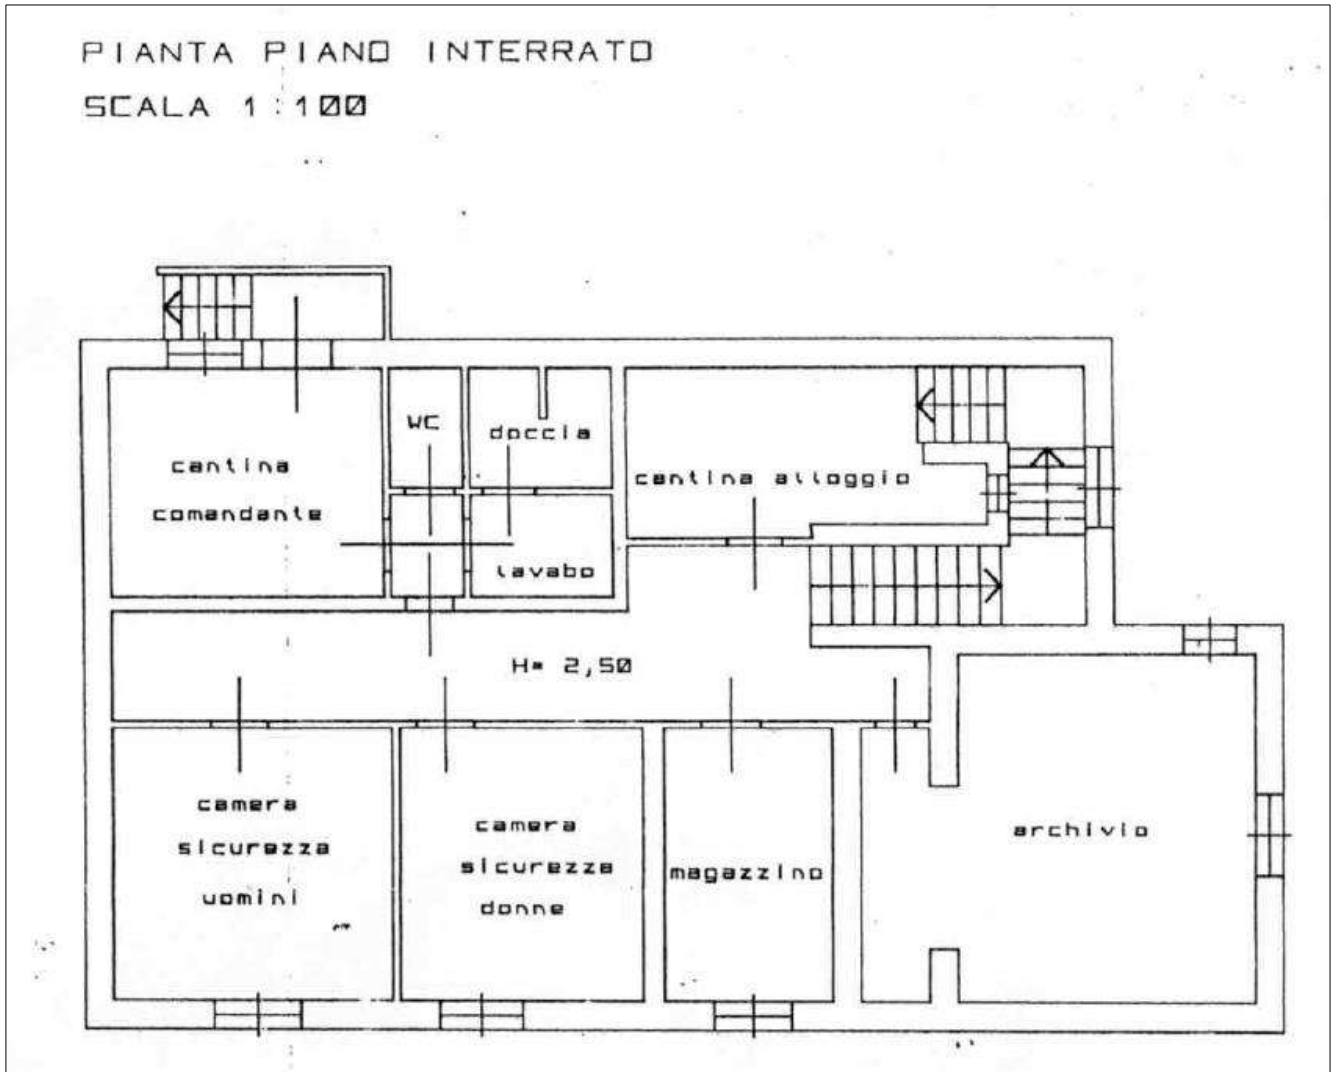 PIANTA PIANO INTERRATO
SCALA 1:100
WC
doccia
cantina
comandante
cantina alloggio
lavabo
H= 2,50
camera
sicurezza
uomini
camera
sicurezza
donne
magazzino
archivio